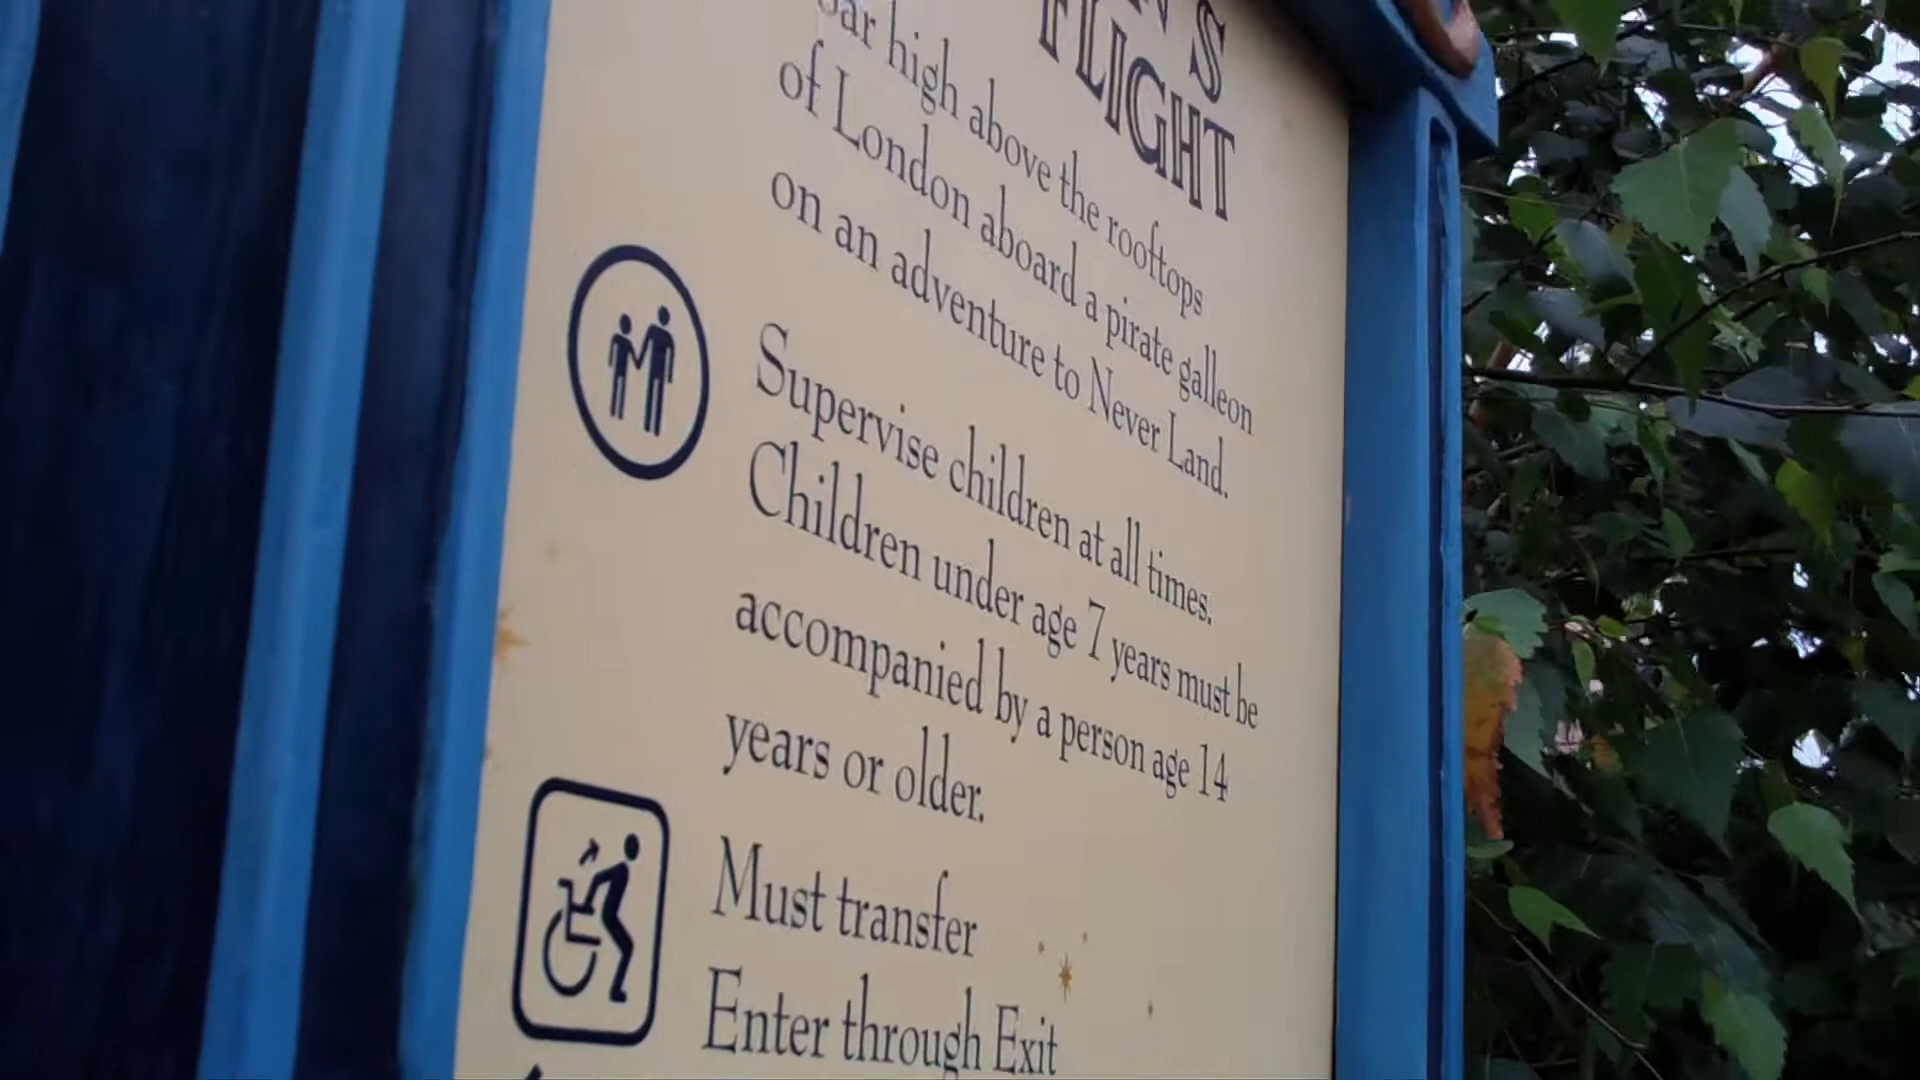 FLIGHT
high above the rooftops
of London aboard a pirate galleon
on an adventure to Never Land.
Supervise children at all times.
Children under age 7 years must be
accompanied by a person age 14
years or older.
Must transfer
Enter through Exit